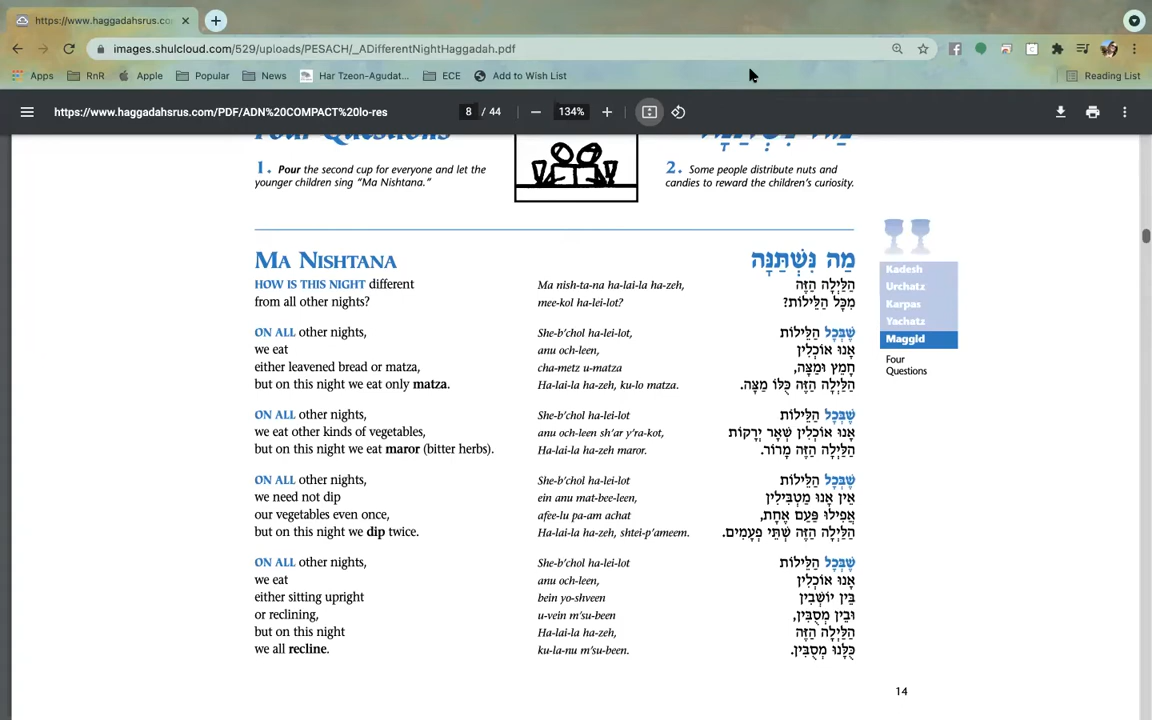 https://www.haggadahsrus.co
images.shulcloud.com/529/uploads/PESACH/_ADifferentNightHaggadah.pdf
Apps RnR Apple Popular News Har Tzeon-Agudat... ECE Add to Wish List Reading List
https://www.haggadahsrus.com/PDF/ADN%20COMPACT%20lo-res 8 / 44 134%
Four Questions
מה נשתנה
1. Pour the second cup for everyone and let the
younger children sing “Ma Nishtana.”
2. Some people distribute nuts and
candies to reward the children’s curiosity.
MA NISHTANA
HOW IS THIS NIGHT different
from all other nights?
ON ALL other nights,
we eat
either leavened bread or matza,
but on this night we eat only matza.
ON ALL other nights,
we eat other kinds of vegetables,
but on this night we eat maror (bitter herbs).
ON ALL other nights,
we need not dip
our vegetables even once,
but on this night we dip twice.
ON ALL other nights,
we eat
either sitting upright
or reclining,
but on this night
we all recline.
Ma nish-ta-na ha-lai-la ha-zeh,
mee-kol ha-lei-lot?
She-b’chol ha-lei-lot,
anu och-leen,
cha-metz u-matza
Ha-lai-la ha-zeh, ku-lo matza.
She-b’chol ha-lei-lot
anu och-leen sh’ar y’ra-kot,
Ha-lai-la ha-zeh maror.
She-b’chol ha-lei-lot
ein anu mat-bee-leen,
afee-lu pa-am achat
Ha-lai-la ha-zeh, shtei-p’ameem.
She-b’chol ha-lei-lot
anu och-leen,
bein yo-shveen
u-vein m’su-been
Ha-lai-la ha-zeh,
ku-la-nu m’su-been.
מַה נִּשְׁתַּנָּה
הַלַּיְלָה הַזֶּה
מִכָּל הַלֵּילוֹת?
שֶׁבְּכָל הַלֵּילוֹת
אָנוּ אוֹכְלִין
חָמֵץ וּמַצָּה,
הַלַּיְלָה הַזֶּה כֻּלּוֹ מַצָּה.
שֶׁבְּכָל הַלֵּילוֹת
אָנוּ אוֹכְלִין שְׁאָר יְרָקוֹת
הַלַּיְלָה הַזֶּה מָרוֹר.
שֶׁבְּכָל הַלֵּילוֹת
אֵין אָנוּ מַטְבִּילִין
אֲפִילוּ פַּעַם אֶחָת,
הַלַּיְלָה הַזֶּה שְׁתֵּי פְעָמִים.
שֶׁבְּכָל הַלֵּילוֹת
אָנוּ אוֹכְלִין
בֵּין יוֹשְׁבִין
וּבֵין מְסֻבִּין,
הַלַּיְלָה הַזֶּה
כֻּלָּנוּ מְסֻבִּין.
Kadesh
Urchatz
Karpas
Yachatz
Maggid
Four
Questions
14